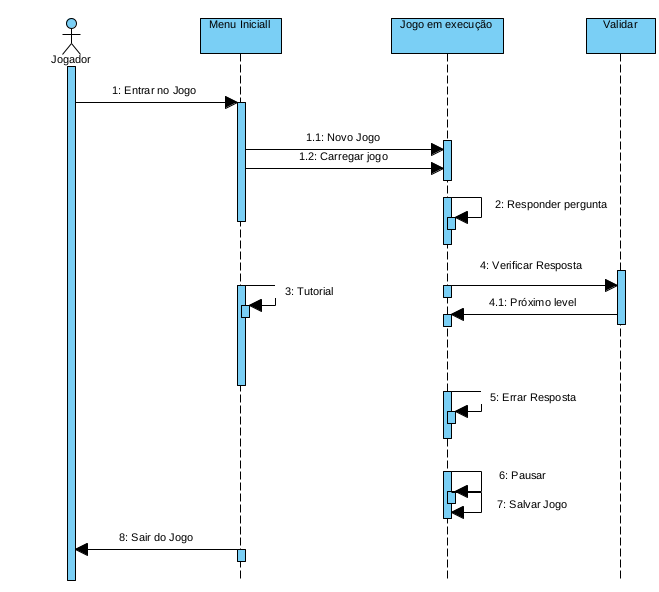 Menu Iniciall
Jogo em execução
Validar
Jogador
1: Entrar no Jogo
1.1: Novo Jogo
1.2: Carregar jogo
2: Responder pergunta
4: Verificar Resposta
3: Tutorial
4.1: Próximo level
5: Errar Resposta
6: Pausar
7: Salvar Jogo
8: Sair do Jogo